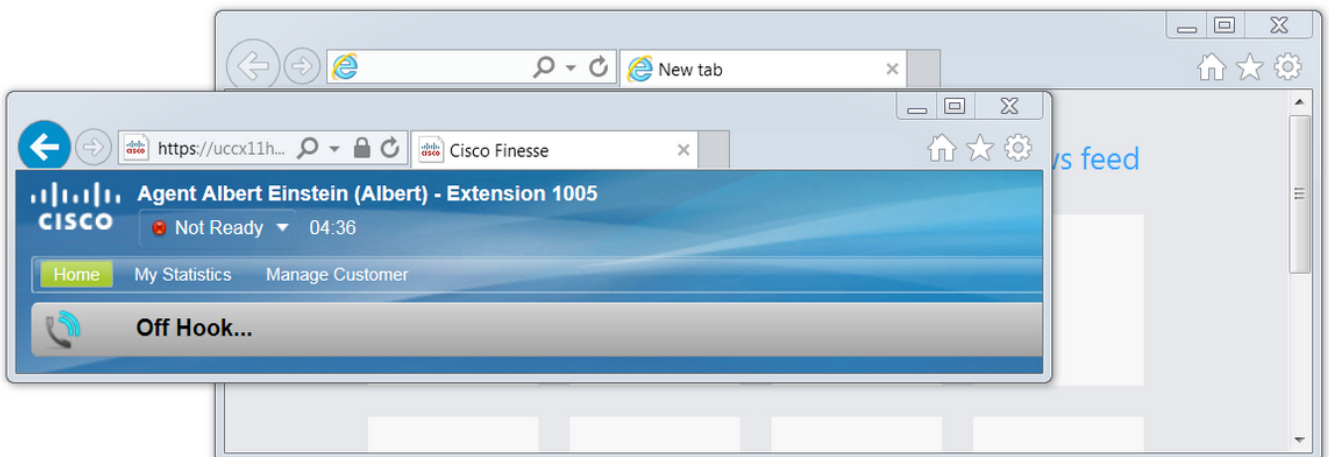 New tab
https://uccx11h...
Cisco Finesse
Agent Albert Einstein (Albert) - Extension 1005
CISCO
Not Ready 04:36
Home My Statistics Manage Customer
Off Hook...
feed